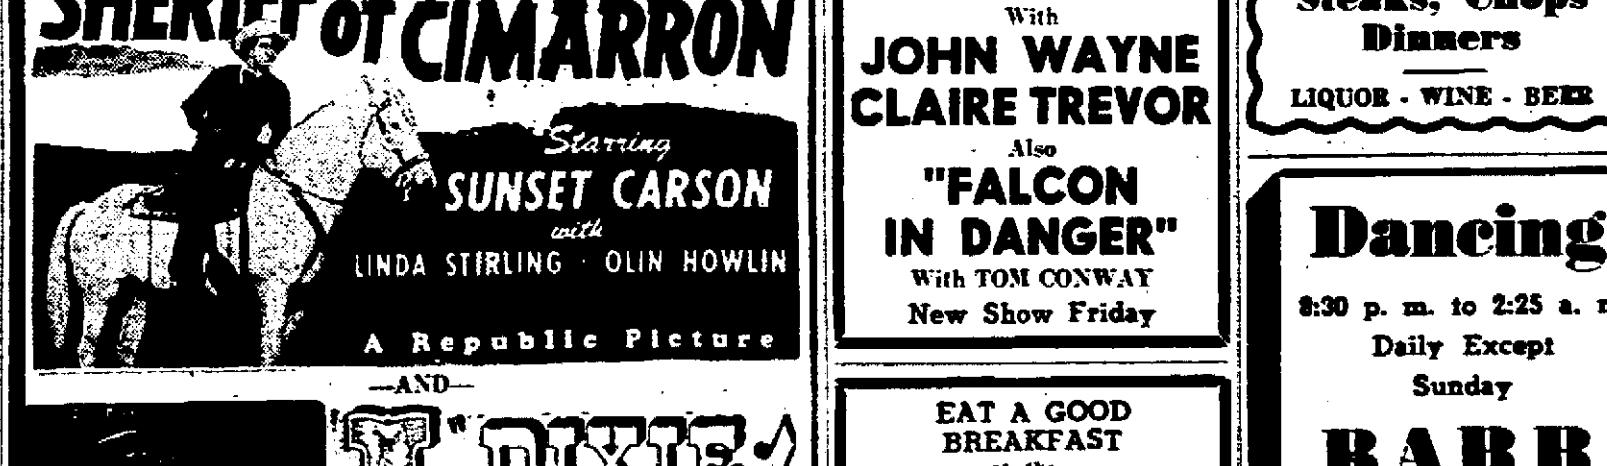 SHERIFF of CIMARRON
Starring
SUNSET CARSON
with
LINDA STIRLING · OLIN HOWLIN
A Republic Picture
—AND—
With
JOHN WAYNE
CLAIRE TREVOR
Also
"FALCON
IN DANGER"
With TOM CONWAY
New Show Friday
EAT A GOOD
BREAKFAST
Steaks, Chops
Dinners
LIQUOR - WINE - BEER
Dancing
8:30 p. m. to 2:25 a.
Daily Except
Sunday